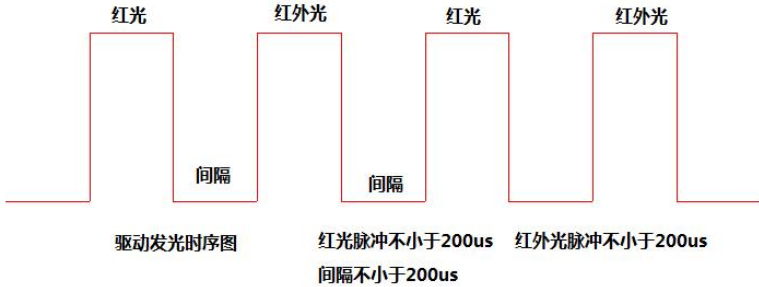 红光
红外光
红光
红外光
间隔
间隔
驱动发光时序图
红光脉冲不小于200us
红外光脉冲不小于200us
间隔不小于200us